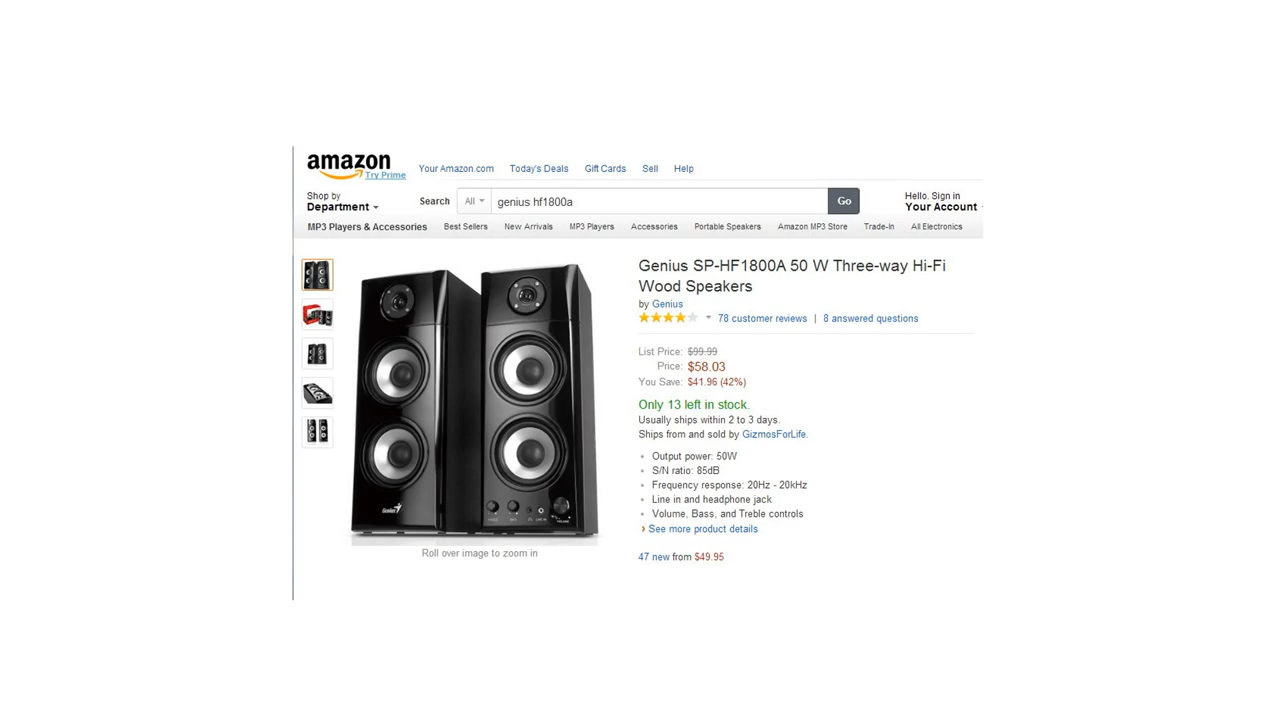 amazon
Try Prime
Your Amazon.com Today's Deals Gift Cards Sell Help
Shop by
Department
Search All genius hf1800a Go
Hello. Sign in
Your Account
MP3 Players & Accessories Best Sellers New Arrivals MP3 Players Accessories Portable Speakers Amazon MP3 Store Trade-In All Electronics
Genius SP-HF1800A 50 W Three-way Hi-Fi
Wood Speakers
by Genius
78 customer reviews | 8 answered questions
List Price: $99.99
Price: $58.03
You Save: $41.96 (42%)
Only 13 left in stock.
Usually ships within 2 to 3 days.
Ships from and sold by GizmosForLife.
Output power: 50W
S/N ratio: 85dB
Frequency response: 20Hz - 20kHz
Line in and headphone jack
Volume, Bass, and Treble controls
See more product details
47 new from $49.95
Genius
VOLUME
Roll over image to zoom in